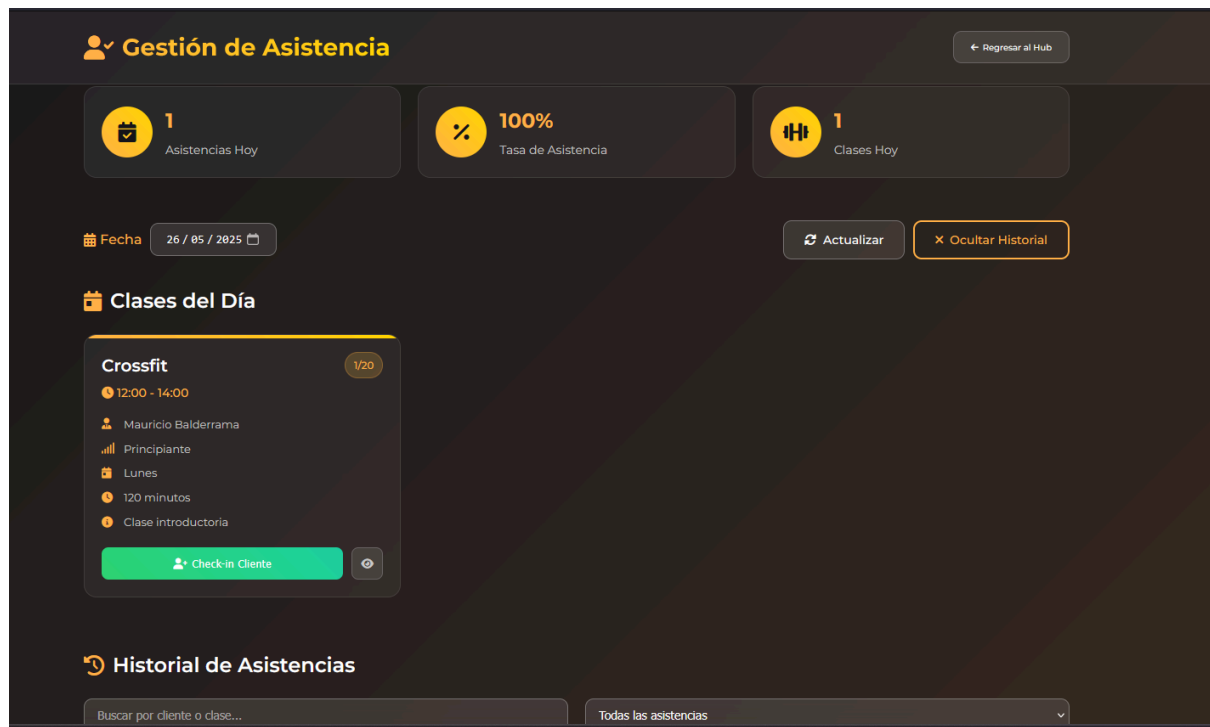 Gestión de Asistencia
Regresar al Hub
1
Asistencias Hoy
100%
Tasa de Asistencia
1
Clases Hoy
Fecha
26 / 05 / 2025
Actualizar
Ocultar Historial
Clases del Día
Crossfit
1/20
12:00 - 14:00
Mauricio Balderrama
Principiante
Lunes
120 minutos
Clase introductoria
Check-in Cliente
Historial de Asistencias
Buscar por cliente o clase...
Todas las asistencias